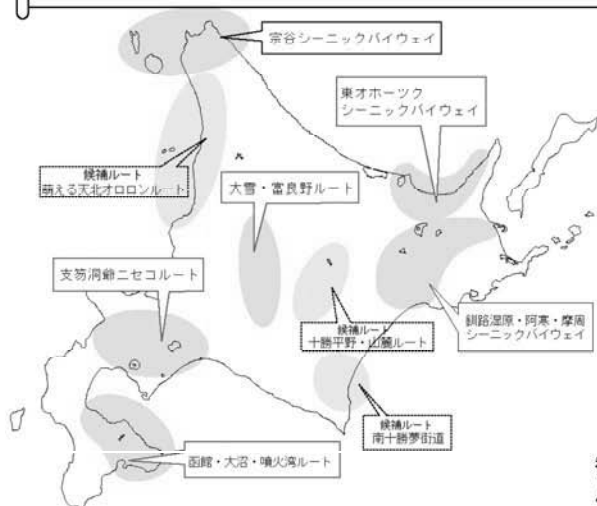 宗谷シーニックバイウェイ
東オホーツク
シーニックバイウェイ
候補ルート
萌える天北オロロンルート
大雪・富良野ルート
支笏洞爺ニセコルート
候補ルート
十勝平野・山麓ルート
釧路湿原・阿寒・摩周
シーニックバイウェイ
候補ルート
南十勝夢街道
函館・大沼・噴火湾ルート